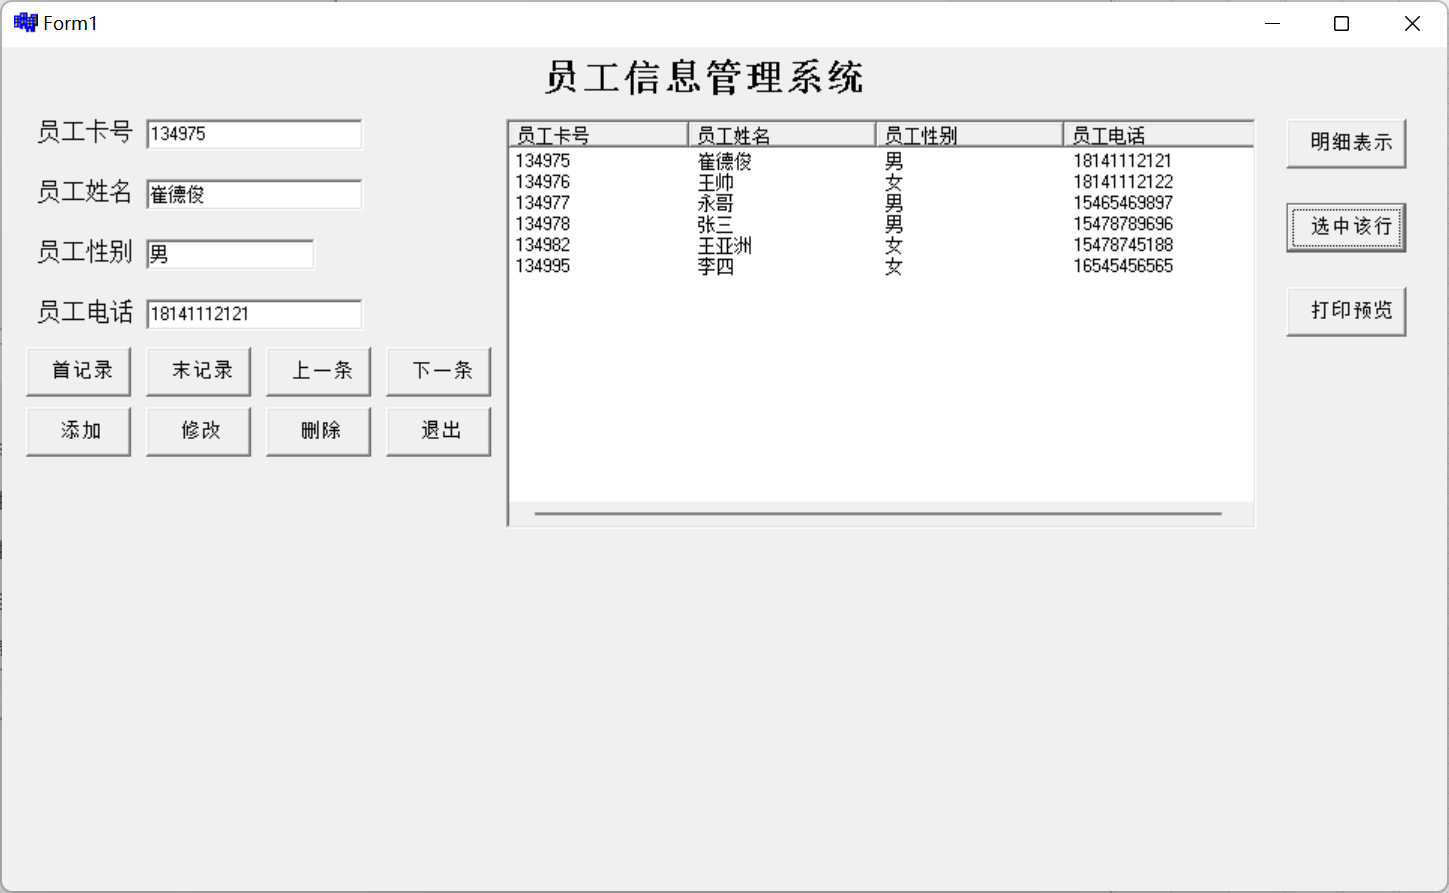 Form1
员工信息管理系统
员工卡号 134975
员工姓名 崔德俊
员工性别 男
员工电话 18141112121
首记录 末记录 上一条 下一条
添加 修改 删除 退出
员工卡号 员工姓名 员工性别 员工电话
134975 崔德俊 男 18141112121
134976 王帅 女 18141112122
134977 永哥 男 15465469897
134978 张三 男 15478789696
134982 王亚洲 女 15478745188
134995 李四 女 16545456565
明细表示
选中该行
打印预览